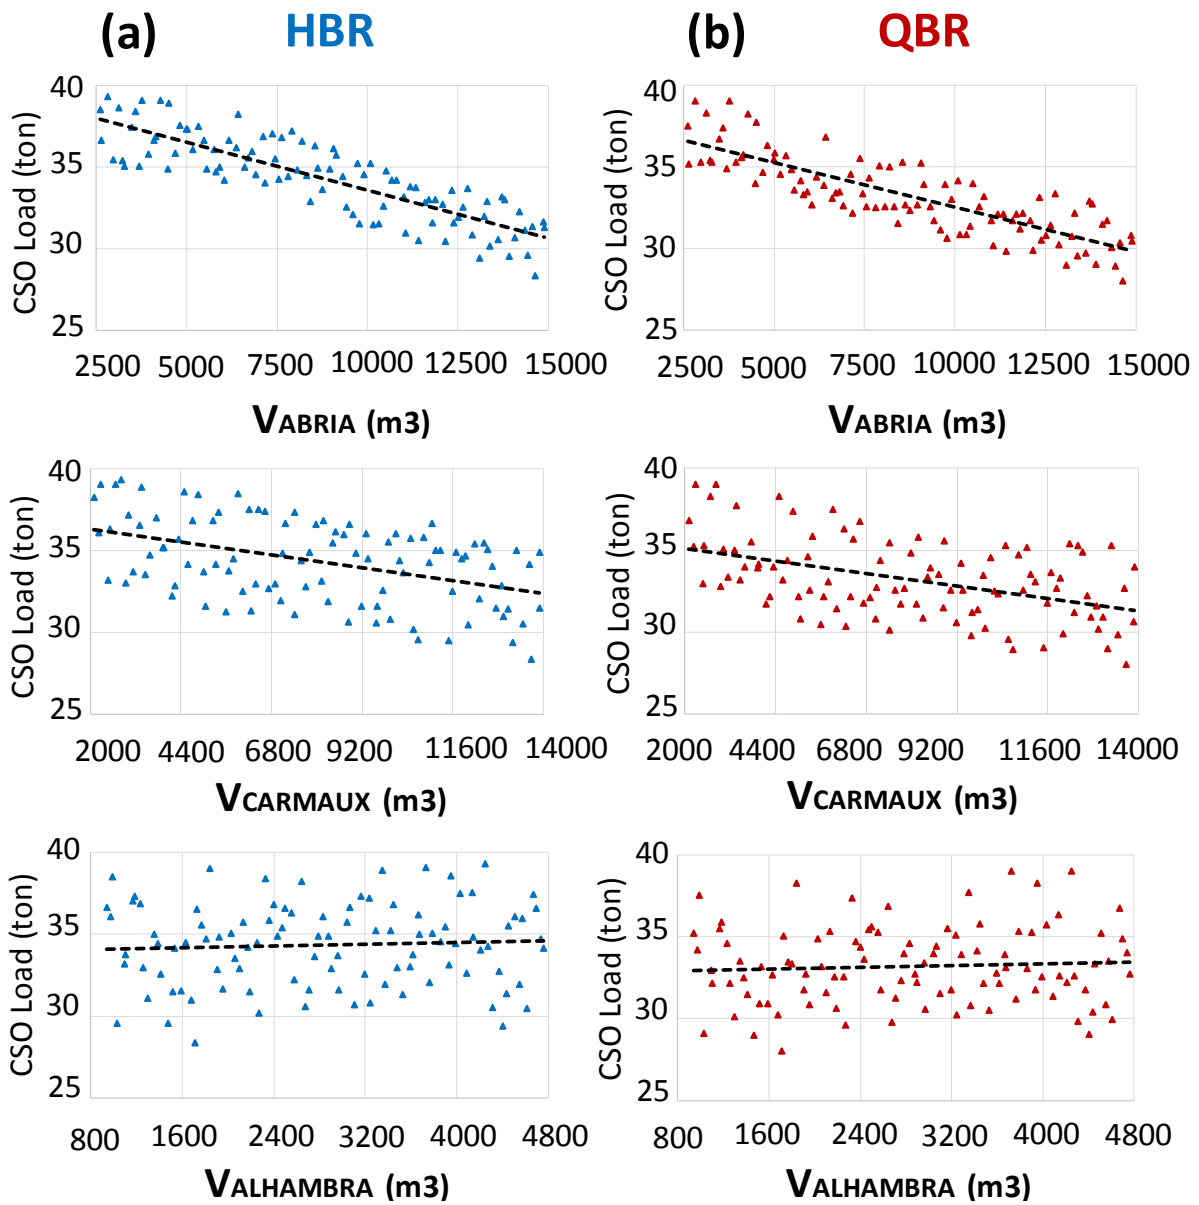 (a) HBR (b) QBR
CSO Load (ton)
40
35
30
25
2500 5000 7500 10000 12500 15000
VABRIA (m3)
CSO Load (ton)
40
35
30
25
2500 5000 7500 10000 12500 15000
VABRIA (m3)
CSO Load (ton)
40
35
30
25
2000 4400 6800 9200 11600 14000
VCARMAUX (m3)
CSO Load (ton)
40
35
30
25
2000 4400 6800 9200 11600 14000
VCARMAUX (m3)
CSO Load (ton)
40
35
30
25
800 1600 2400 3200 4000 4800
VALHAMBRA (m3)
CSO Load (ton)
40
35
30
25
800 1600 2400 3200 4000 4800
VALHAMBRA (m3)